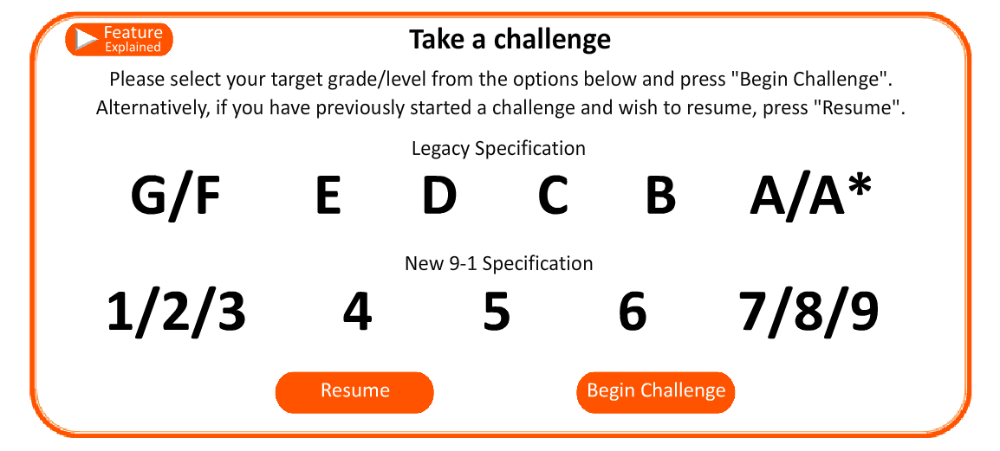 Feature
Explained
Take a challenge
Please select your target grade/level from the options below and press "Begin Challenge".
Alternatively, if you have previously started a challenge and wish to resume, press "Resume".
Legacy Specification
G/F E D C B A/A*
New 9-1 Specification
1/2/3 4 5 6 7/8/9
Resume Begin Challenge